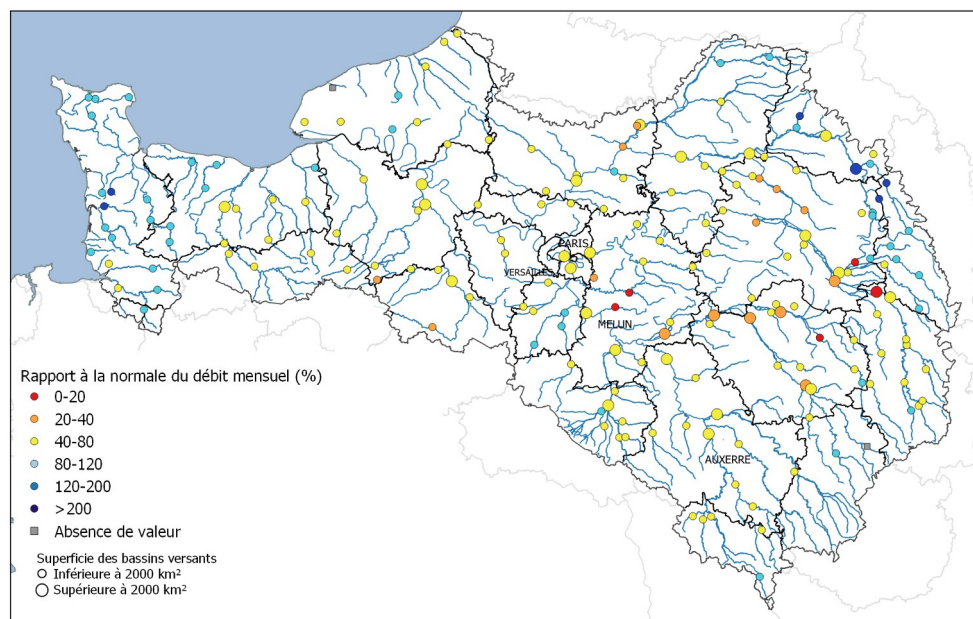 PARIS
VERSAILLES
MELUN
AUXERRE
Rapport à la normale du débit mensuel (%)
0-20
20-40
40-80
80-120
120-200
>200
Absence de valeur
Superficie des bassins versants
Inférieure à 2000 km²
Supérieure à 2000 km²